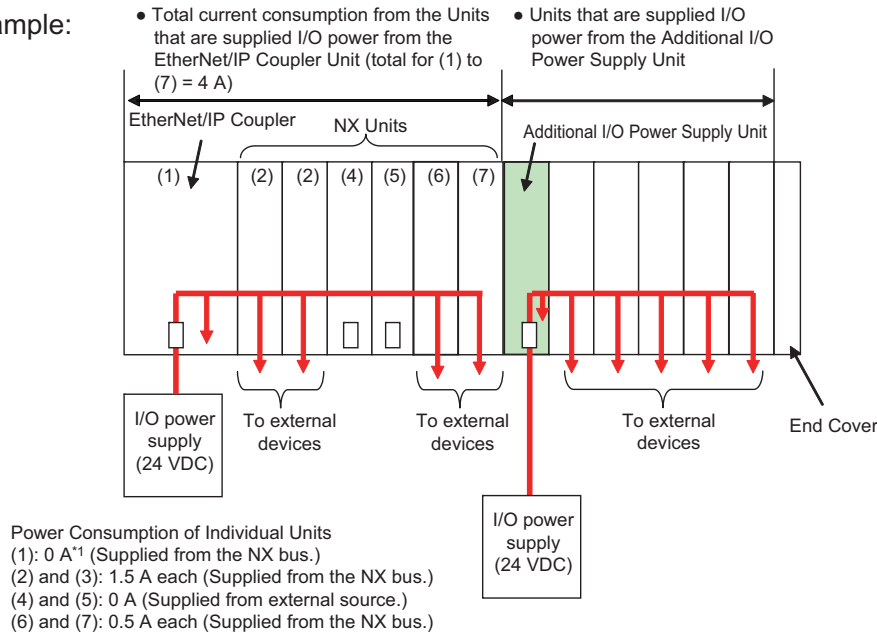 ample:
● Total current consumption from the Units
that are supplied I/O power from the
EtherNet/IP Coupler Unit (total for (1) to
(7) = 4 A)
● Units that are supplied I/O
power from the Additional I/O
Power Supply Unit
EtherNet/IP Coupler
NX Units
Additional I/O Power Supply Unit
(1)
(2)
(2)
(4)
(5)
(6)
(7)
I/O power
supply
(24 VDC)
To external
devices
To external
devices
To external
devices
End Cover
I/O power
supply
(24 VDC)
Power Consumption of Individual Units
(1): 0 A*1 (Supplied from the NX bus.)
(2) and (3): 1.5 A each (Supplied from the NX bus.)
(4) and (5): 0 A (Supplied from external source.)
(6) and (7): 0.5 A each (Supplied from the NX bus.)